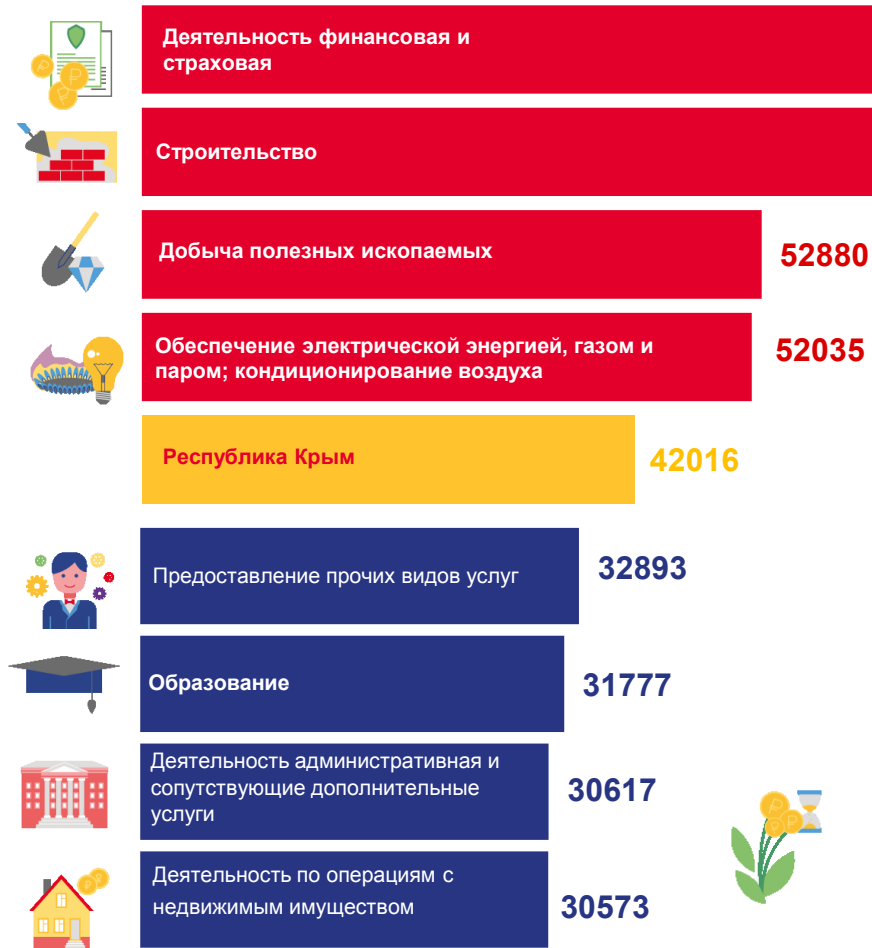 Деятельность финансовая и
страховая
Строительство
Добыча полезных ископаемых
52880
Обеспечение электрической энергией, газом и
паром; кондиционирование воздуха
52035
Республика Крым
42016
Предоставление прочих видов услуг
32893
Образование
31777
Деятельность административная и
сопутствующие дополнительные
услуги
30617
Деятельность по операциям с
недвижимым имуществом
30573